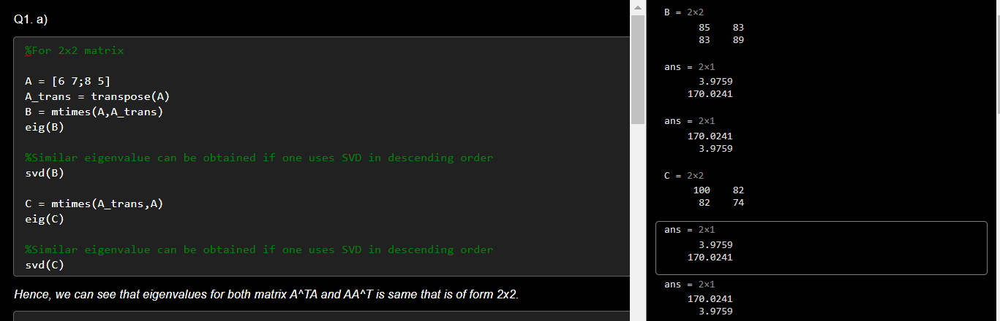 Q1. a)
%For 2x2 matrix
A = [6 7;8 5]
A_trans = transpose(A)
B = mtimes(A,A_trans)
eig(B)
%Similar eigenvalue can be obtained if one uses SVD in descending order
svd(B)
C = mtimes(A_trans,A)
eig(C)
%Similar eigenvalue can be obtained if one uses SVD in descending order
svd(C)
Hence, we can see that eigenvalues for both matrix A^TA and AA^T is same that is of form 2x2.
B = 2×2
85 83
83 89
ans = 2×1
3.9759
170.0241
ans = 2×1
170.0241
3.9759
C = 2×2
100 82
82 74
ans = 2×1
3.9759
170.0241
ans = 2×1
170.0241
3.9759